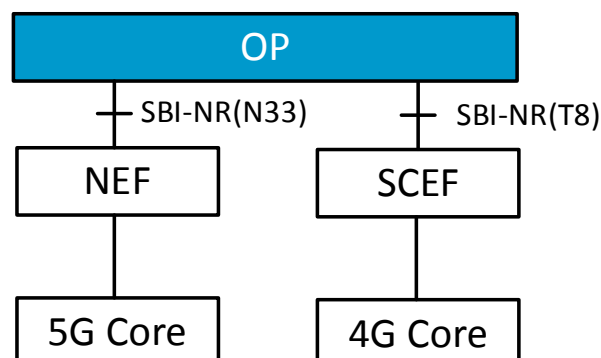 OP
SBI-NR(N33)
SBI-NR(T8)
NEF
SCEF
5G Core
4G Core